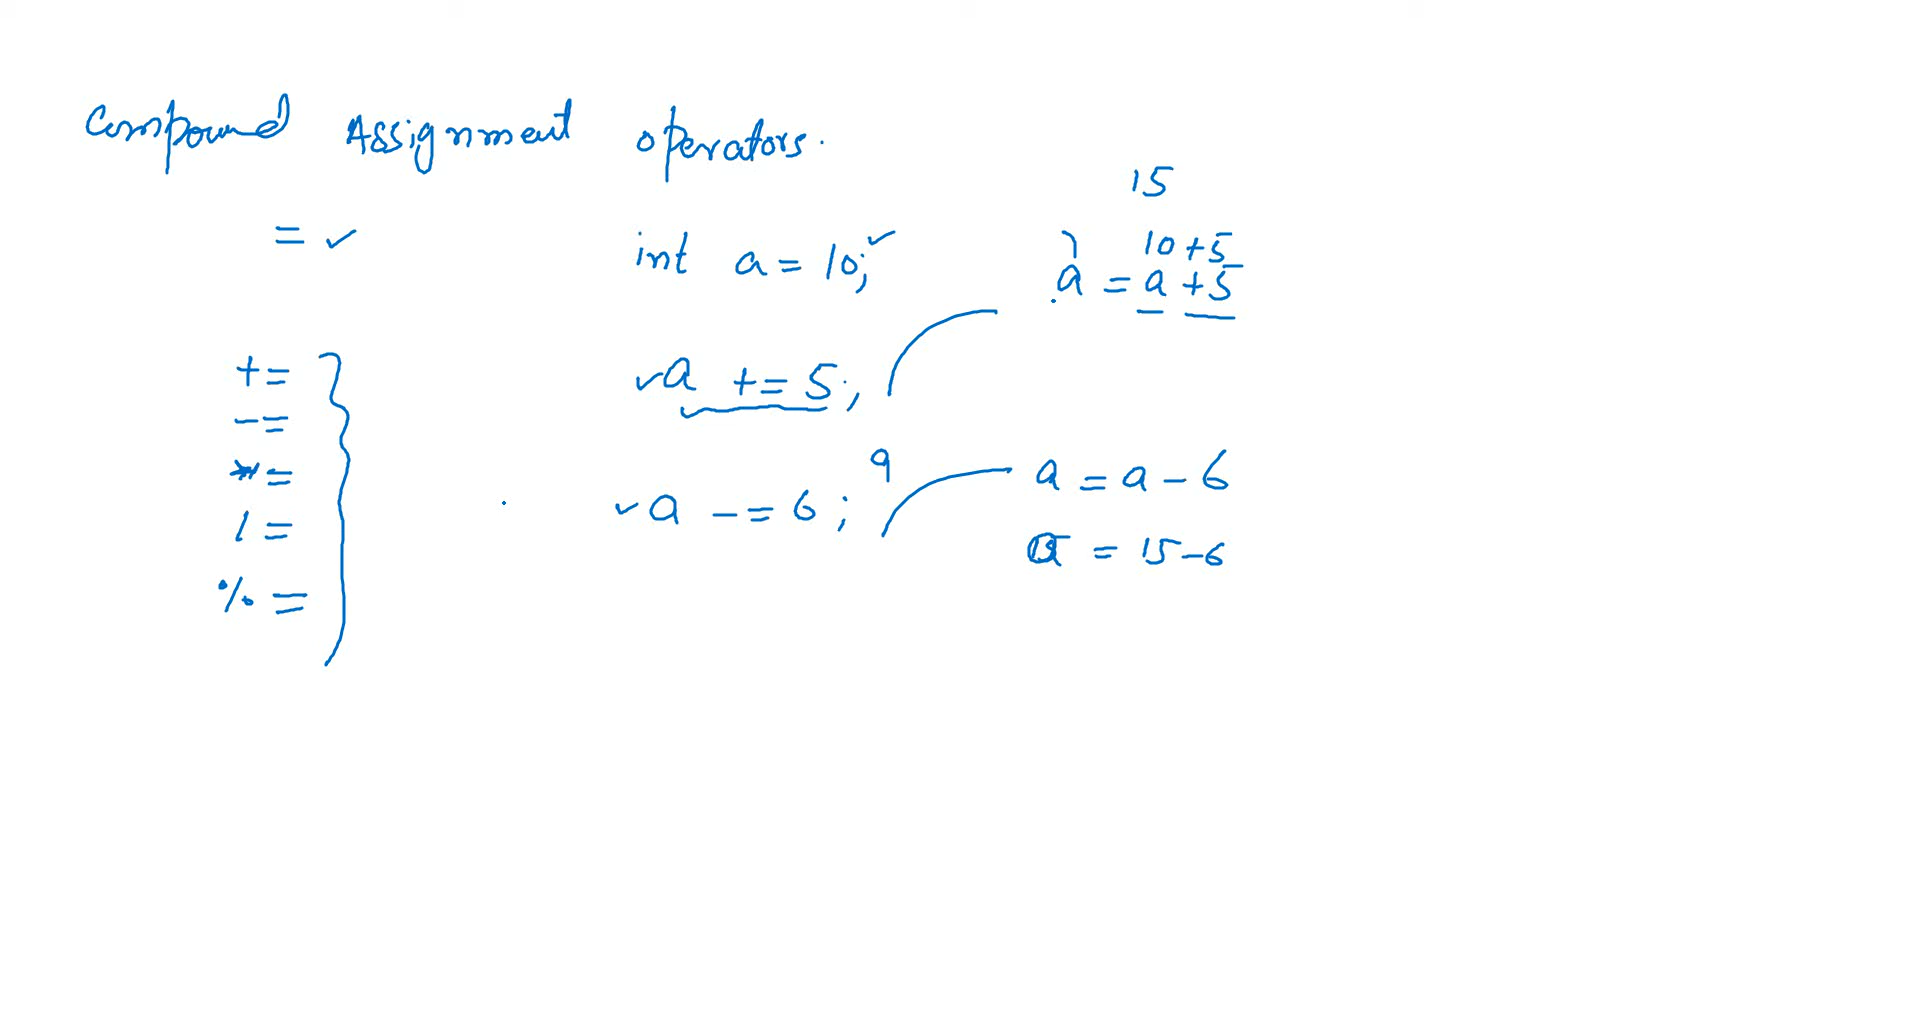 Compound Assignment operators.
= ✓
int a = 10; ✓
15
10 + 5
a = a + 5
+=
-=
*=
/=
%=
✓ a += 5;
✓ a -= 6;
9
a = a - 6
a = 15 - 6